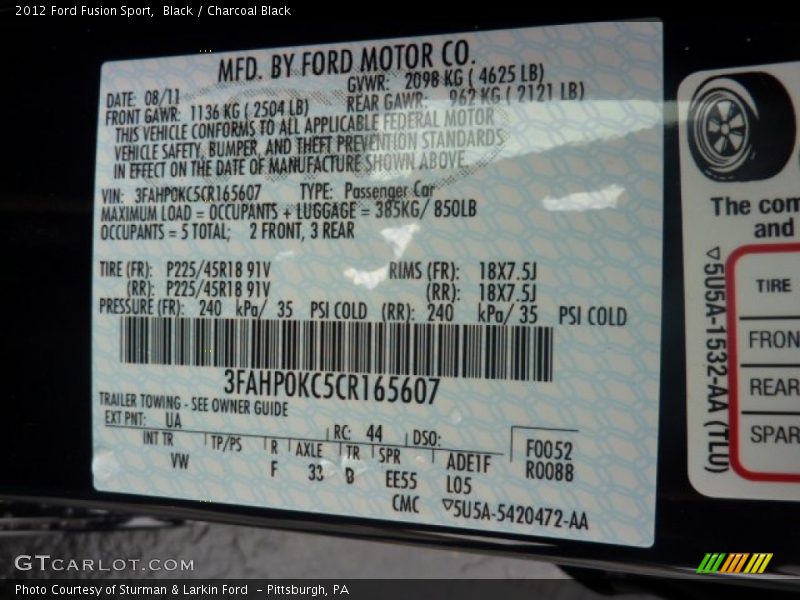 2012 Ford Fusion Sport,  Black / Charcoal Black
MFD. BY FORD MOTOR CO.
DATE: 08/11 GVWR: 2098 KG ( 4625 LB)
FRONT GAWR: 1136 KG ( 2504 LB) REAR GAWR: 962 KG ( 2121 LB)
THIS VEHICLE CONFORMS TO ALL APPLICABLE FEDERAL MOTOR
VEHICLE SAFETY, BUMPER, AND THEFT PREVENTION STANDARDS
IN EFFECT ON THE DATE OF MANUFACTURE SHOWN ABOVE.
VIN: 3FAHP0KC5CR165607 TYPE: Passenger Car
MAXIMUM LOAD = OCCUPANTS + LUGGAGE = 385KG/ 850LB
OCCUPANTS = 5 TOTAL; 2 FRONT, 3 REAR
TIRE (FR): P225/45R18 91V RIMS (FR): 18X7.5J
(RR): P225/45R18 91V (RR): 18X7.5J
PRESSURE (FR): 240 kPa/ 35 PSI COLD (RR): 240 kPa/ 35 PSI COLD
3FAHP0KC5CR165607
TRAILER TOWING - SEE OWNER GUIDE
EXT PNT: UA RC: 44 DSO: F0052
INT TR TP/PS R AXLE TR SPR R0088
VW F 33 B EE55 ADE1F
L05
CMC ▽5U5A-5420472-AA
The com
and
▽5U5A-1532-AA (TLU)
TIRE
FRON
REAR
SPAR
GTCARLOT.COM
Photo Courtesy of Sturman & Larkin Ford  - Pittsburgh, PA